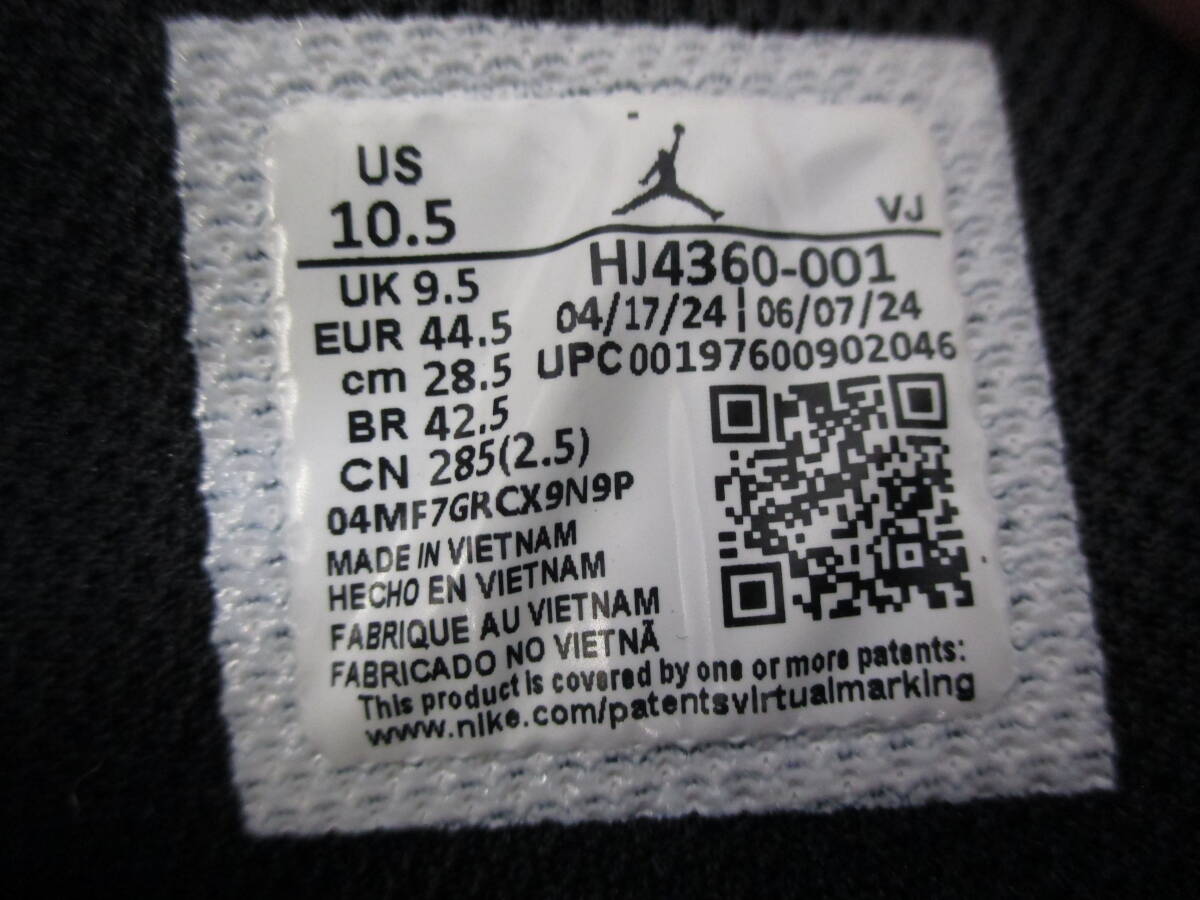 US
10.5
VJ
UK 9.5
HJ4360-001
EUR 44.5
04/17/24 | 06/07/24
cm 28.5
UPC00197600902046
BR 42.5
CN 285(2.5)
04MF7GRCX9N9P
MADE IN VIETNAM
HECHO EN VIETNAM
FABRIQUE AU VIETNAM
FABRICADO NO VIETNÃ
This product is covered by one or more patents:
www.nike.com/patentsvirtualmarking